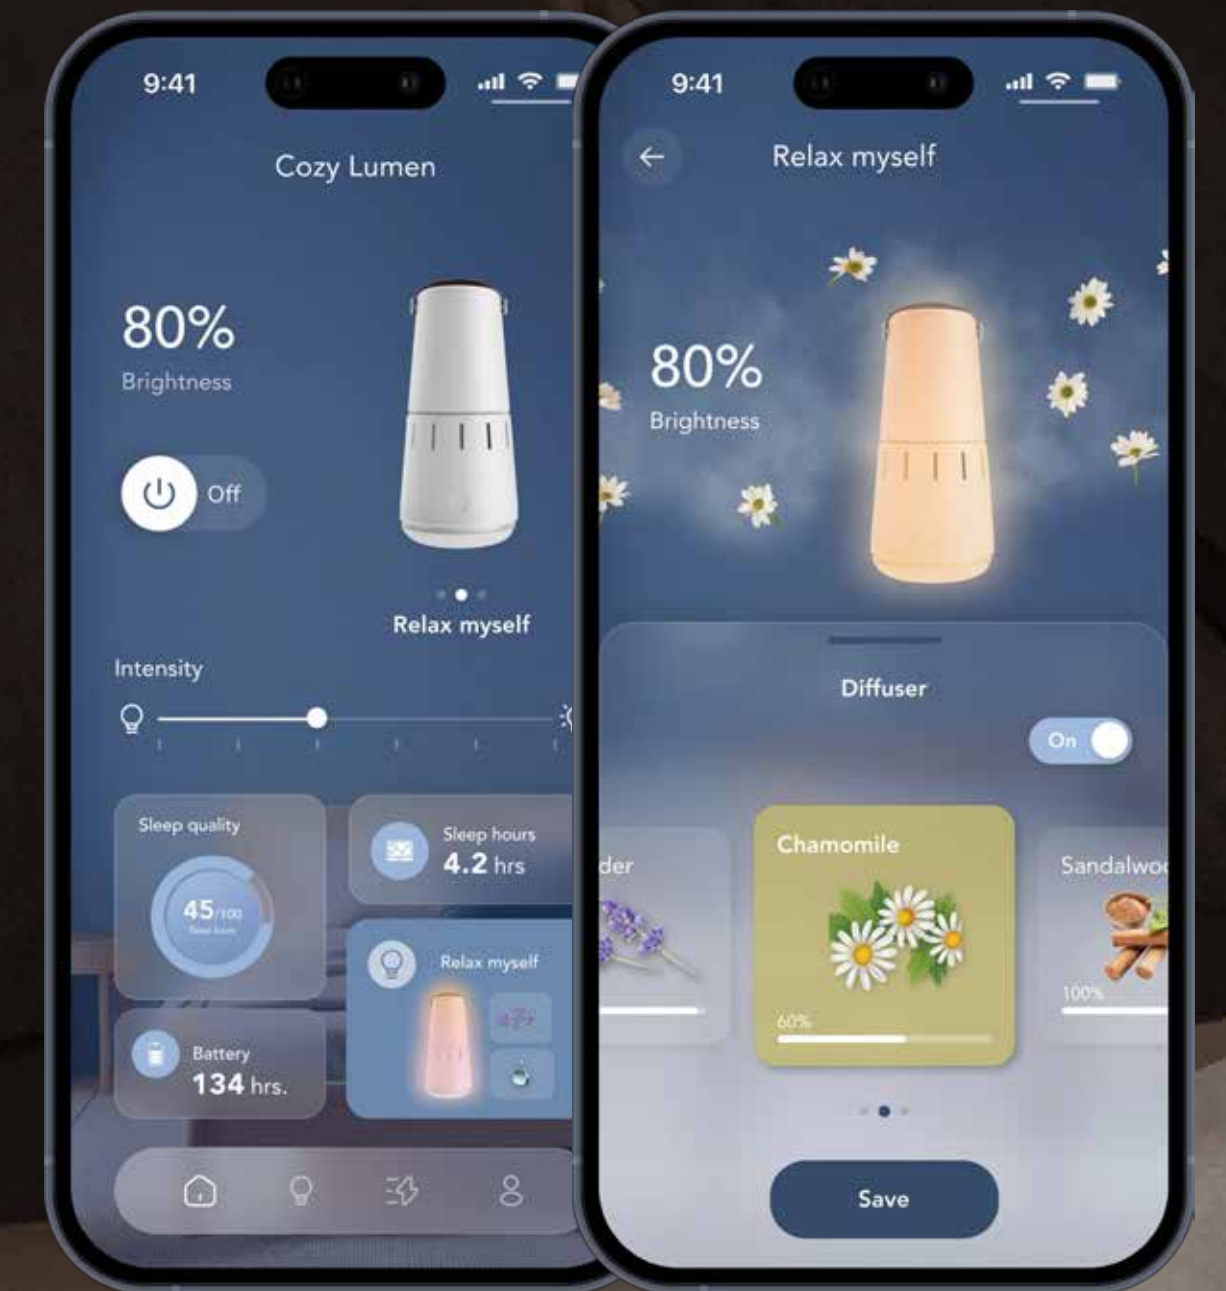 9:41
Cozy Lumen
80%
Brightness
Off
Relax myself
Intensity
Sleep quality
45/100
Sleep hours
4.2 hrs
Relax myself
Battery
134 hrs.
9:41
Relax myself
80%
Brightness
Diffuser
On
der
Chamomile
60%
Sandalwo
100%
Save